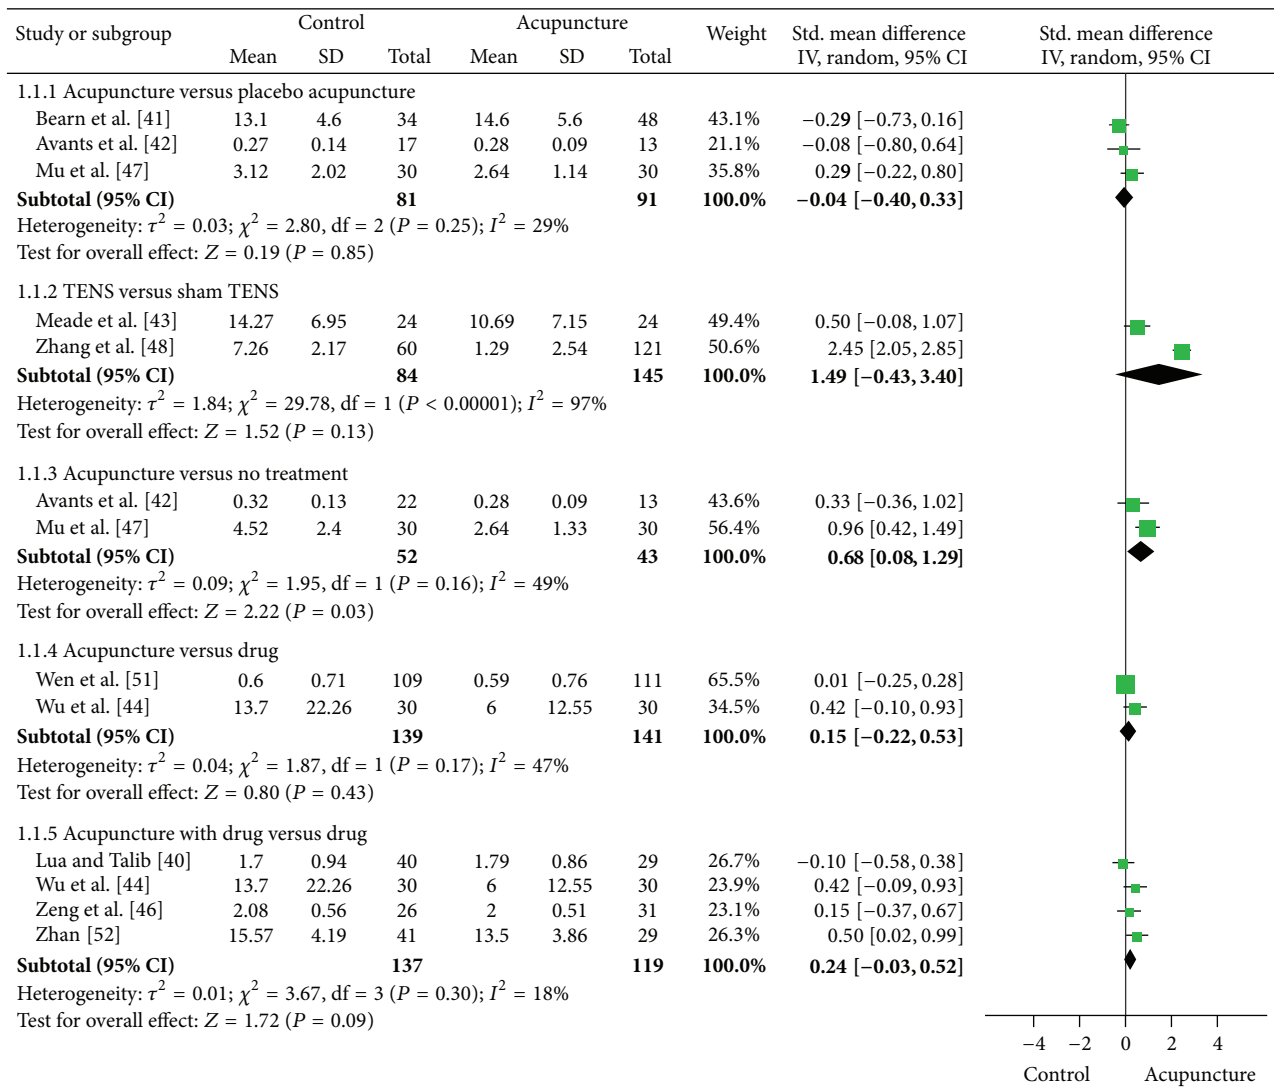 Study or subgroup Control Acupuncture Weight Std. mean difference Std. mean difference
Mean SD Total Mean SD Total IV, random, 95% CI IV, random, 95% CI
1.1.1 Acupuncture versus placebo acupuncture
Bearn et al. [41] 13.1 4.6 34 14.6 5.6 48 43.1% −0.29 [−0.73, 0.16]
Avants et al. [42] 0.27 0.14 17 0.28 0.09 13 21.1% −0.08 [−0.80, 0.64]
Mu et al. [47] 3.12 2.02 30 2.64 1.14 30 35.8% 0.29 [−0.22, 0.80]
Subtotal (95% CI) 81 91 100.0% −0.04 [−0.40, 0.33]
Heterogeneity: τ² = 0.03; χ² = 2.80, df = 2 (P = 0.25); I² = 29%
Test for overall effect: Z = 0.19 (P = 0.85)
1.1.2 TENS versus sham TENS
Meade et al. [43] 14.27 6.95 24 10.69 7.15 24 49.4% 0.50 [−0.08, 1.07]
Zhang et al. [48] 7.26 2.17 60 1.29 2.54 121 50.6% 2.45 [2.05, 2.85]
Subtotal (95% CI) 84 145 100.0% 1.49 [−0.43, 3.40]
Heterogeneity: τ² = 1.84; χ² = 29.78, df = 1 (P < 0.00001); I² = 97%
Test for overall effect: Z = 1.52 (P = 0.13)
1.1.3 Acupuncture versus no treatment
Avants et al. [42] 0.32 0.13 22 0.28 0.09 13 43.6% 0.33 [−0.36, 1.02]
Mu et al. [47] 4.52 2.4 30 2.64 1.33 30 56.4% 0.96 [0.42, 1.49]
Subtotal (95% CI) 52 43 100.0% 0.68 [0.08, 1.29]
Heterogeneity: τ² = 0.09; χ² = 1.95, df = 1 (P = 0.16); I² = 49%
Test for overall effect: Z = 2.22 (P = 0.03)
1.1.4 Acupuncture versus drug
Wen et al. [51] 0.6 0.71 109 0.59 0.76 111 65.5% 0.01 [−0.25, 0.28]
Wu et al. [44] 13.7 22.26 30 6 12.55 30 34.5% 0.42 [−0.10, 0.93]
Subtotal (95% CI) 139 141 100.0% 0.15 [−0.22, 0.53]
Heterogeneity: τ² = 0.04; χ² = 1.87, df = 1 (P = 0.17); I² = 47%
Test for overall effect: Z = 0.80 (P = 0.43)
1.1.5 Acupuncture with drug versus drug
Lua and Talib [40] 1.7 0.94 40 1.79 0.86 29 26.7% −0.10 [−0.58, 0.38]
Wu et al. [44] 13.7 22.26 30 6 12.55 30 23.9% 0.42 [−0.09, 0.93]
Zeng et al. [46] 2.08 0.56 26 2 0.51 31 23.1% 0.15 [−0.37, 0.67]
Zhan [52] 15.57 4.19 41 13.5 3.86 29 26.3% 0.50 [0.02, 0.99]
Subtotal (95% CI) 137 119 100.0% 0.24 [−0.03, 0.52]
Heterogeneity: τ² = 0.01; χ² = 3.67, df = 3 (P = 0.30); I² = 18%
Test for overall effect: Z = 1.72 (P = 0.09)
−4 −2 0 2 4
Control Acupuncture